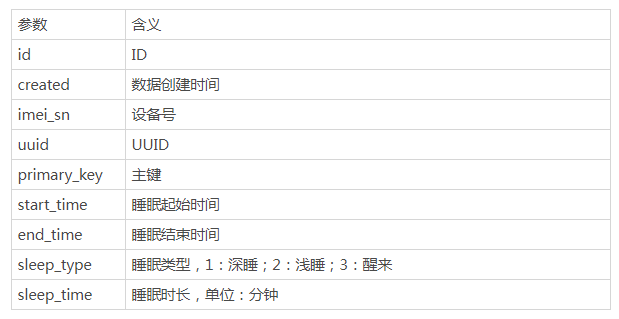 参数 含义
id ID
created 数据创建时间
imei_sn 设备号
uuid UUID
primary_key 主键
start_time 睡眠起始时间
end_time 睡眠结束时间
sleep_type 睡眠类型，1：深睡；2：浅睡；3：醒来
sleep_time 睡眠时长，单位：分钟